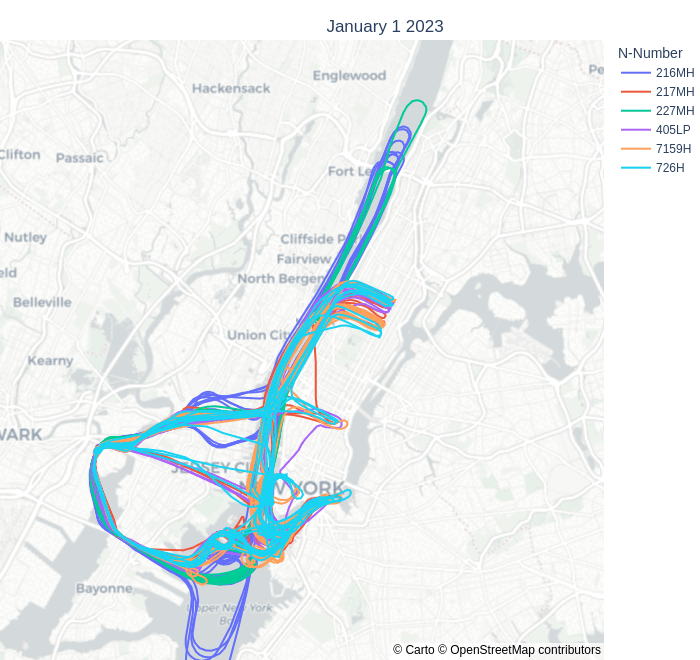 January 1 2023
N-Number
216MH
217MH
227MH
405LP
7159H
726H
Englewood
Hackensack
Clifton
Passaic
Fort Le
Nutley
Cliffside P
Fairview
North Bergen
Belleville
Union Cit
Kearny
WARK
JERSEY CI
NEW YORK
Bayonne
Upper New York
Ba
© Carto © OpenStreetMap contributors